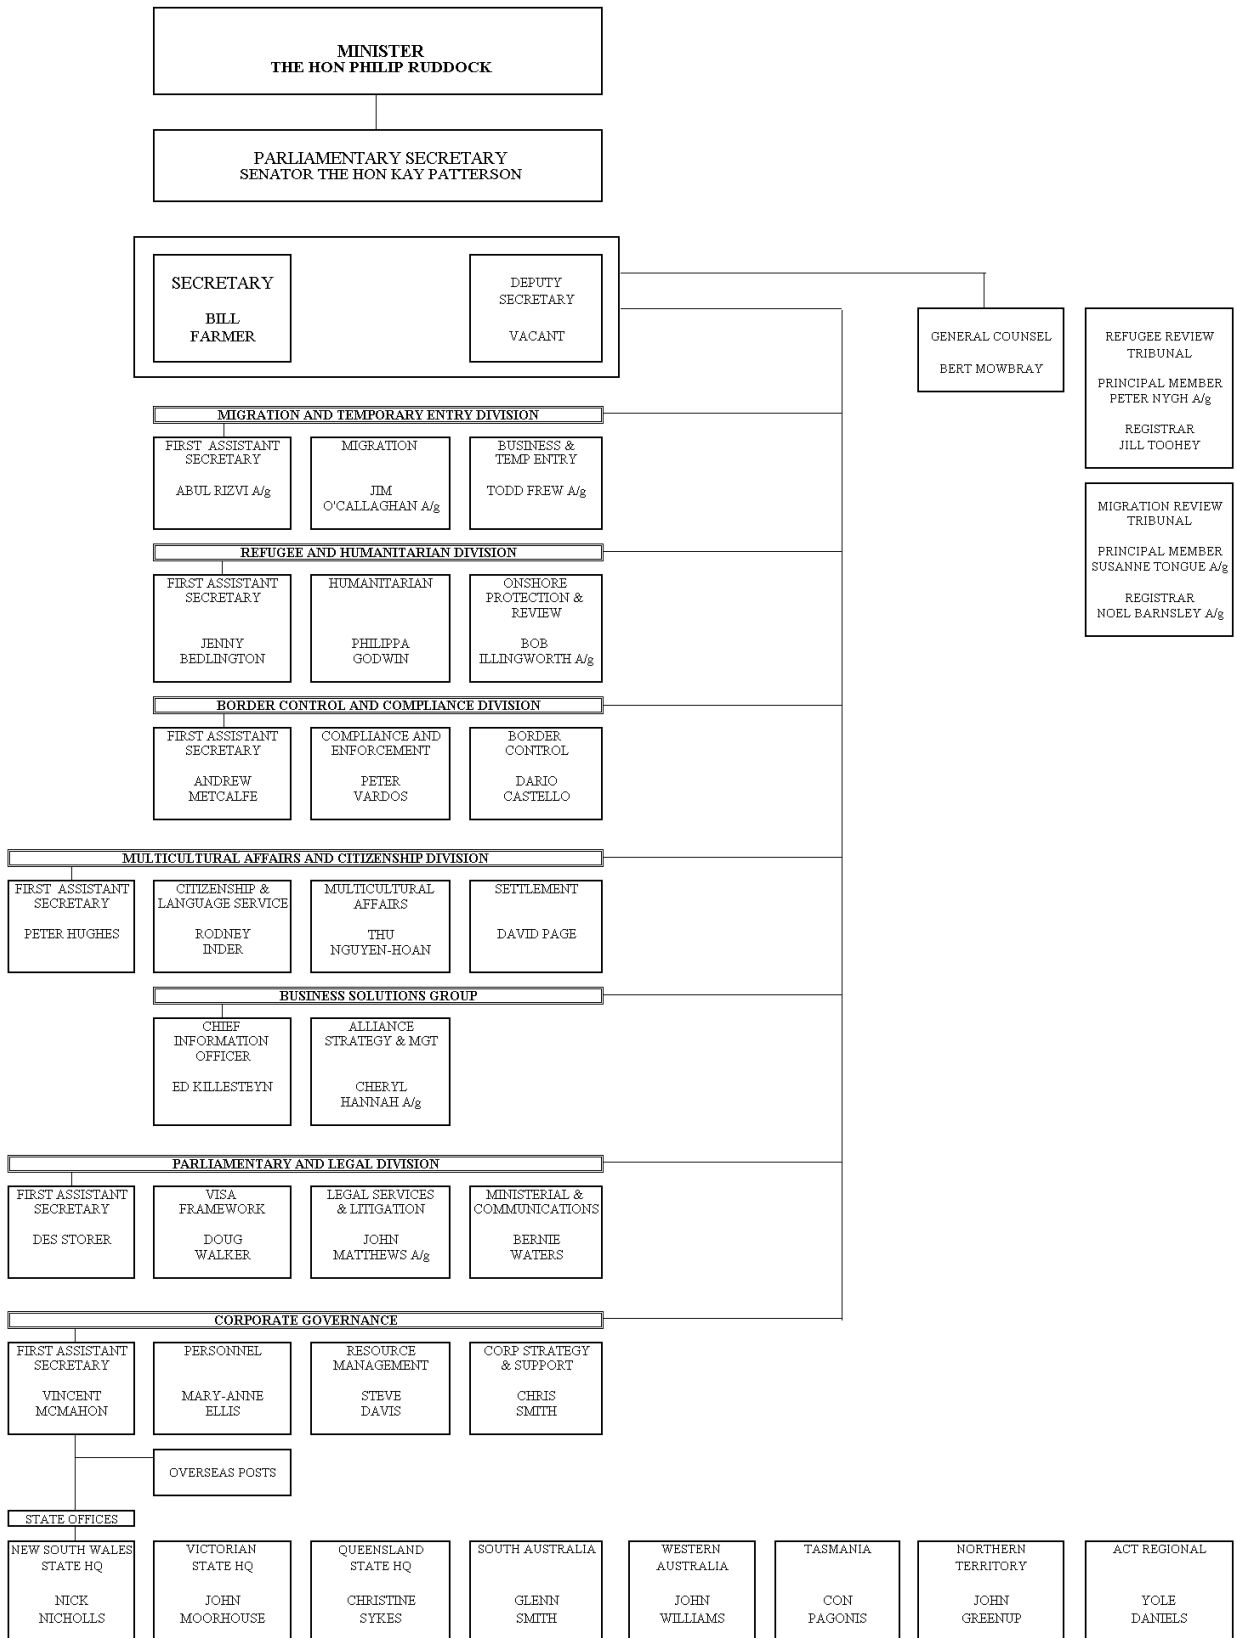 MINISTER
THE HON PHILIP RUDDOCK
PARLIAMENTARY SECRETARY
SENATOR THE HON KAY PATTERSON
SECRETARY
BILL
FARMER
DEPUTY
SECRETARY
VACANT
GENERAL COUNSEL
BERT MOWBRAY
REFUGEE REVIEW
TRIBUNAL
PRINCIPAL MEMBER
PETER NYGH A/g
REGISTRAR
JILL TOOHEY
MIGRATION REVIEW
TRIBUNAL
PRINCIPAL MEMBER
SUSANNE TONGUE A/g
REGISTRAR
NOEL BARNSLEY A/g
MIGRATION AND TEMPORARY ENTRY DIVISION
FIRST ASSISTANT
SECRETARY
ABUL RIZVI A/g
MIGRATION
JIM
O'CALLAGHAN A/g
BUSINESS &
TEMP ENTRY
TODD FREW A/g
REFUGEE AND HUMANITARIAN DIVISION
FIRST ASSISTANT
SECRETARY
JENNY
BEDLINGTON
HUMANITARIAN
PHILIPPA
GODWIN
ONSHORE
PROTECTION &
REVIEW
BOB
ILLINGWORTH A/g
BORDER CONTROL AND COMPLIANCE DIVISION
FIRST ASSISTANT
SECRETARY
ANDREW
METCALFE
COMPLIANCE AND
ENFORCEMENT
PETER
VARDOS
BORDER
CONTROL
DARIO
CASTELLO
MULTICULTURAL AFFAIRS AND CITIZENSHIP DIVISION
FIRST ASSISTANT
SECRETARY
PETER HUGHES
CITIZENSHIP &
LANGUAGE SERVICE
RODNEY
INDER
MULTICULTURAL
AFFAIRS
THU
NGUYEN-HOAN
SETTLEMENT
DAVID PAGE
BUSINESS SOLUTIONS GROUP
CHIEF
INFORMATION
OFFICER
ED KILLESTEYN
ALLIANCE
STRATEGY & MGT
CHERYL
HANNAH A/g
PARLIAMENTARY AND LEGAL DIVISION
FIRST ASSISTANT
SECRETARY
DES STORER
VISA
FRAMEWORK
DOUG
WALKER
LEGAL SERVICES
& LITIGATION
JOHN
MATTHEWS A/g
MINISTERIAL &
COMMUNICATIONS
BERNIE
WATERS
CORPORATE GOVERNANCE
FIRST ASSISTANT
SECRETARY
VINCENT
MCMAHON
PERSONNEL
MARY-ANNE
ELLIS
RESOURCE
MANAGEMENT
STEVE
DAVIS
CORP STRATEGY
& SUPPORT
CHRIS
SMITH
OVERSEAS POSTS
STATE OFFICES
NEW SOUTH WALES
STATE HQ
NICK
NICHOLLS
VICTORIAN
STATE HQ
JOHN
MOORHOUSE
QUEENSLAND
STATE HQ
CHRISTINE
SYKES
SOUTH AUSTRALIA
GLENN
SMITH
WESTERN
AUSTRALIA
JOHN
WILLIAMS
TASMANIA
CON
PAGONIS
NORTHERN
TERRITORY
JOHN
GREENUP
ACT REGIONAL
YOLE
DANIELS